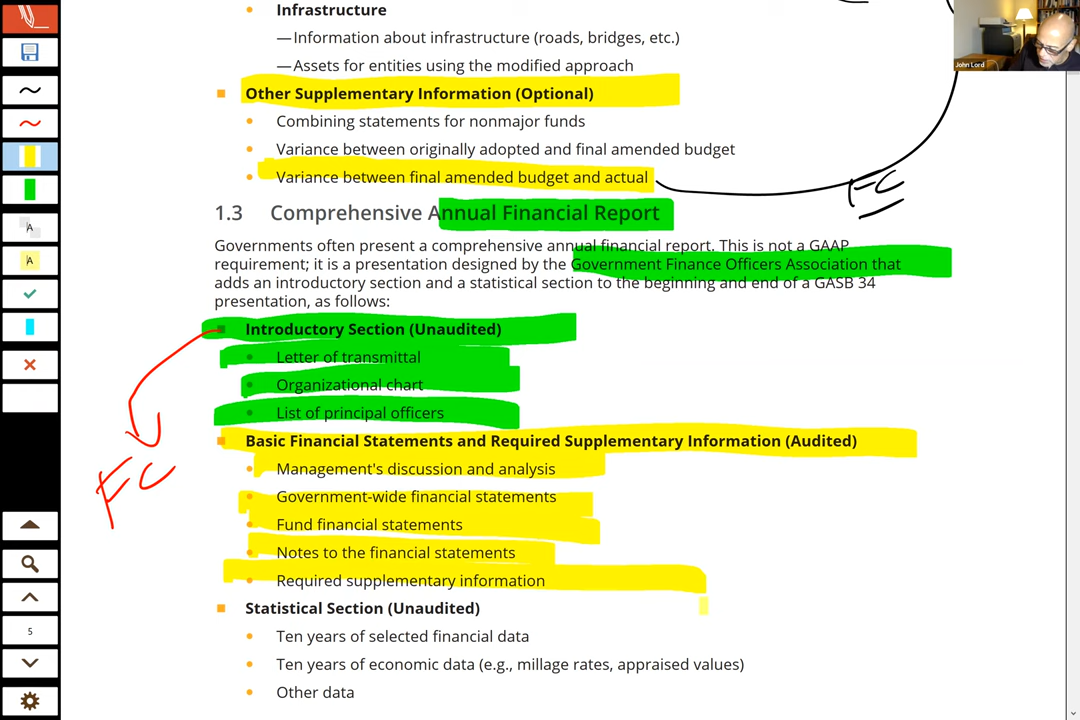 Infrastructure
—Information about infrastructure (roads, bridges, etc.)
—Assets for entities using the modified approach
Other Supplementary Information (Optional)
Combining statements for nonmajor funds
Variance between originally adopted and final amended budget
Variance between final amended budget and actual
FC
1.3 Comprehensive Annual Financial Report
Governments often present a comprehensive annual financial report. This is not a GAAP
requirement; it is a presentation designed by the Government Finance Officers Association that
adds an introductory section and a statistical section to the beginning and end of a GASB 34
presentation, as follows:
Introductory Section (Unaudited)
Letter of transmittal
Organizational chart
List of principal officers
FC
Basic Financial Statements and Required Supplementary Information (Audited)
Management's discussion and analysis
Government-wide financial statements
Fund financial statements
Notes to the financial statements
Required supplementary information
Statistical Section (Unaudited)
Ten years of selected financial data
Ten years of economic data (e.g., millage rates, appraised values)
Other data
John Lord
A
A
5